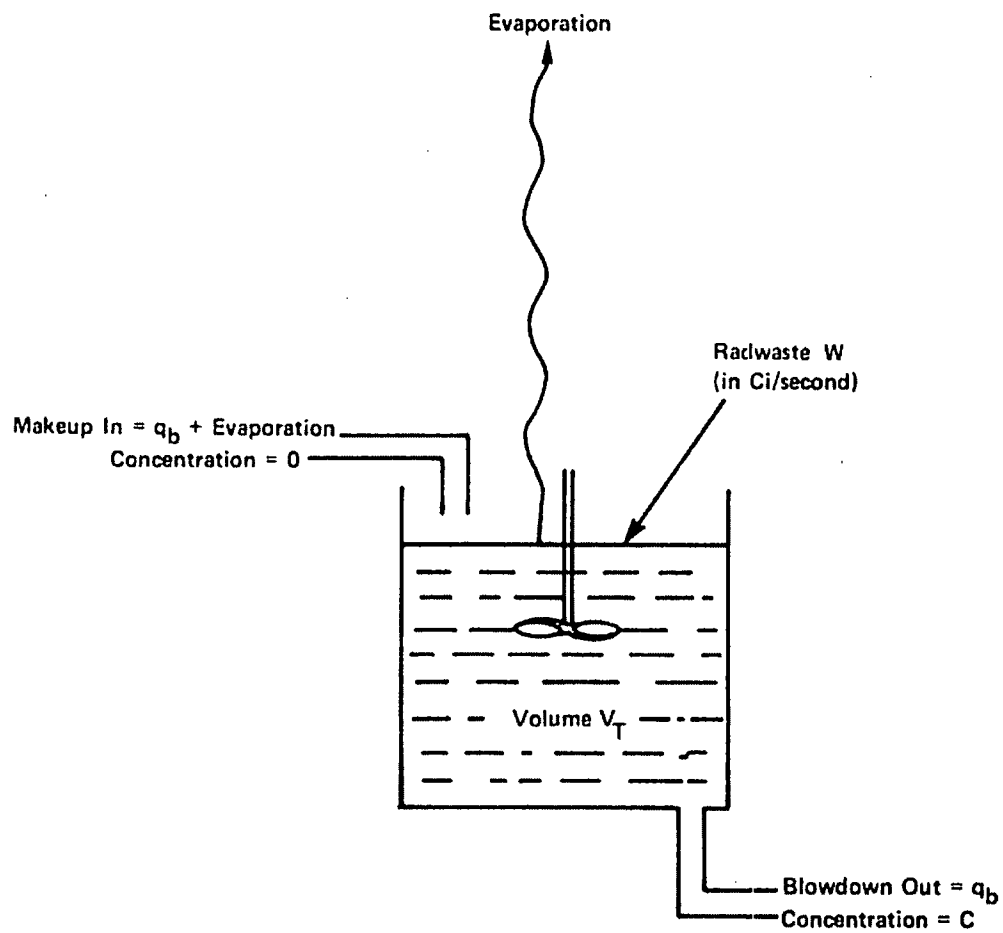 Evaporation
Radwaste W
(in Ci/second)
Makeup In = q_b + Evaporation
Concentration = 0
Volume V_T
Blowdown Out = q_b
Concentration = C